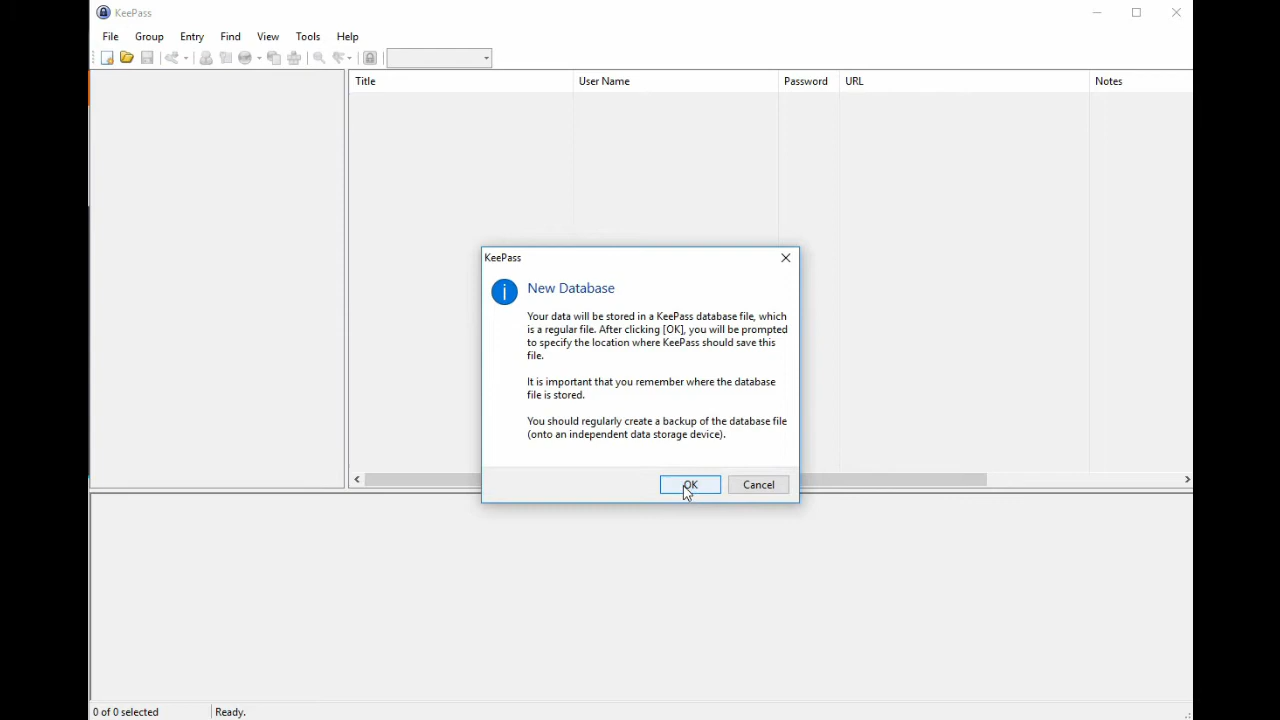 KeePass
File Group Entry Find View Tools Help
Title User Name Password URL Notes
KeePass
New Database
Your data will be stored in a KeePass database file, which
is a regular file. After clicking [OK], you will be prompted
to specify the location where KeePass should save this
file.
It is important that you remember where the database
file is stored.
You should regularly create a backup of the database file
(onto an independent data storage device).
OK Cancel
0 of 0 selected Ready.